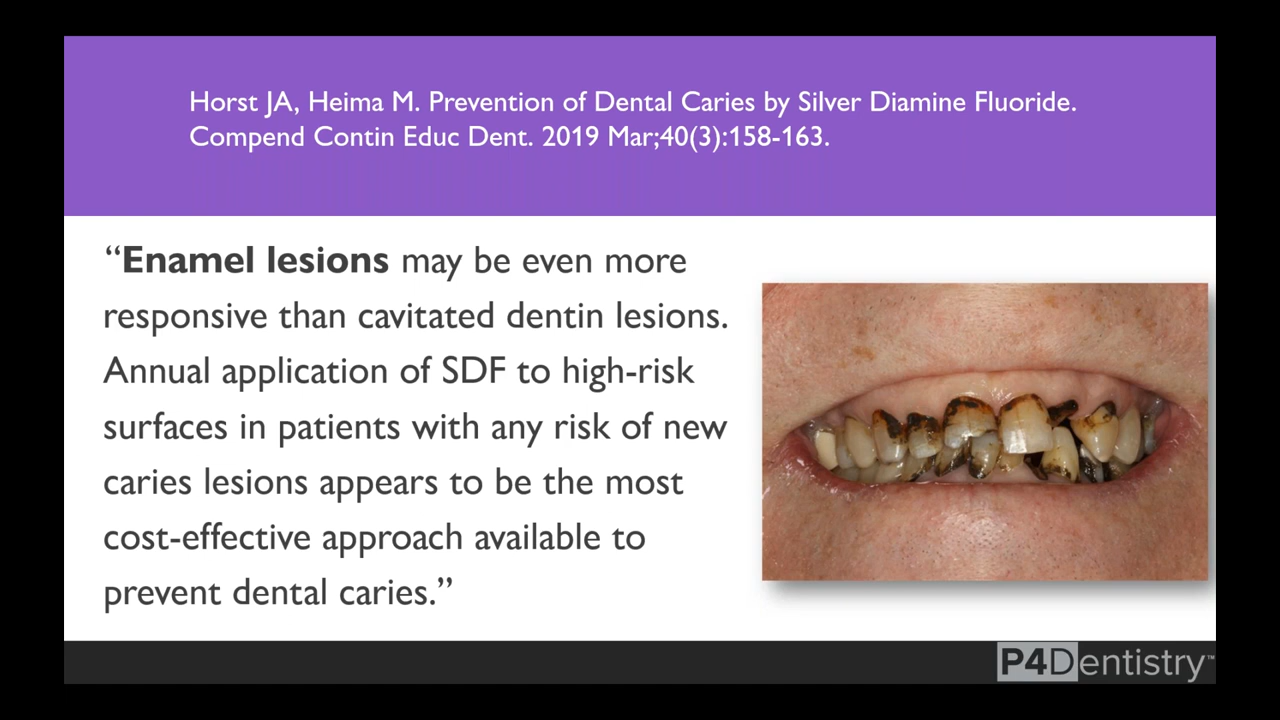 Horst JA, Heima M. Prevention of Dental Caries by Silver Diamine Fluoride.
Compend Contin Educ Dent. 2019 Mar;40(3):158-163.
“Enamel lesions may be even more
responsive than cavitated dentin lesions.
Annual application of SDF to high-risk
surfaces in patients with any risk of new
caries lesions appears to be the most
cost-effective approach available to
prevent dental caries.”
P4Dentistry™